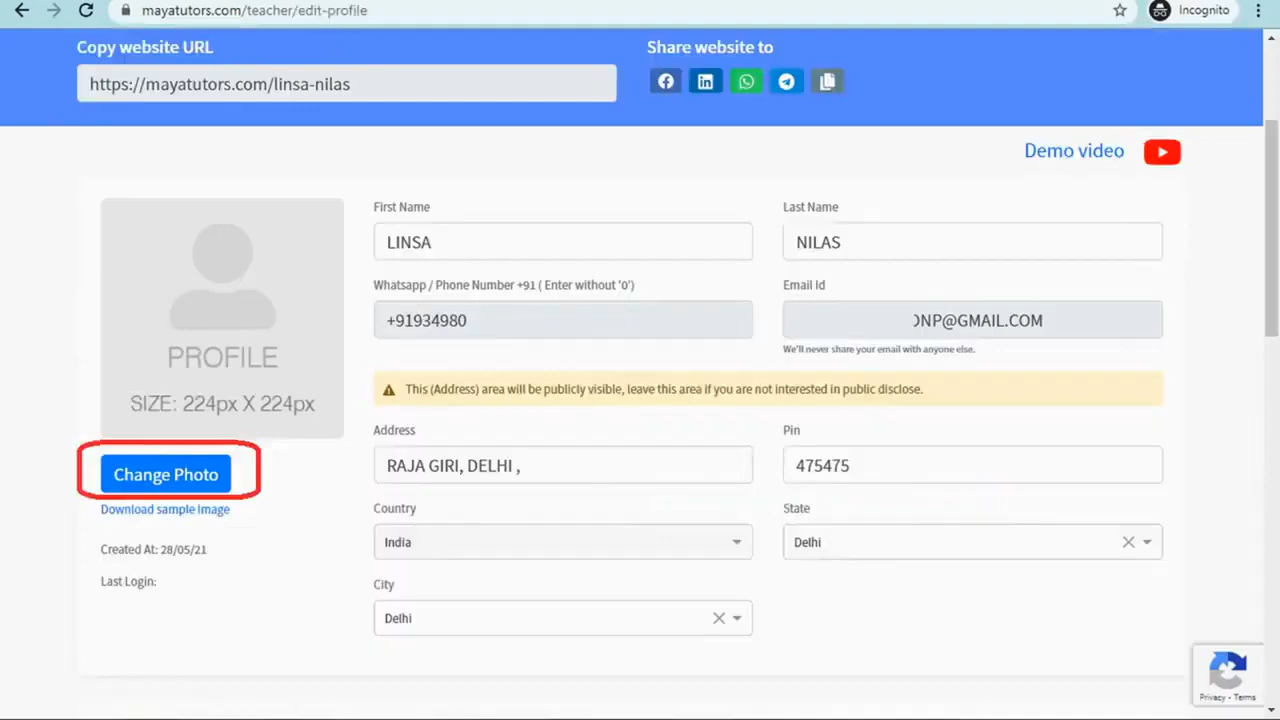 mayatutors.com/teacher/edit-profile
Incognito
Copy website URL
Share website to
https://mayatutors.com/linsa-nilas
Demo video
First Name
Last Name
LINSA
NILAS
Whatsapp / Phone Number +91 ( Enter without '0')
Email Id
+91934980
NP@GMAIL.COM
We'll never share your email with anyone else.
This (Address) area will be publicly visible, leave this area if you are not interested in public disclose.
PROFILE
SIZE: 224px X 224px
Address
Pin
RAJA GIRI, DELHI ,
475475
Change Photo
Download sample Image
Country
State
India
Delhi
Created At: 28/05/21
Last Login:
City
Delhi
Privacy - Terms